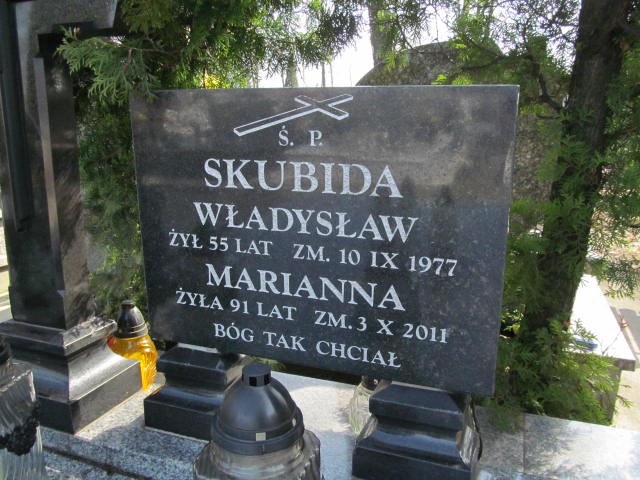 Ś. P.
SKUBIDA
WŁADYSŁAW
ŻYŁ 55 LAT ZM. 10 IX 1977
MARIANNA
ŻYŁA 91 LAT ZM. 3 X 2011
BÓG TAK CHCIAŁ